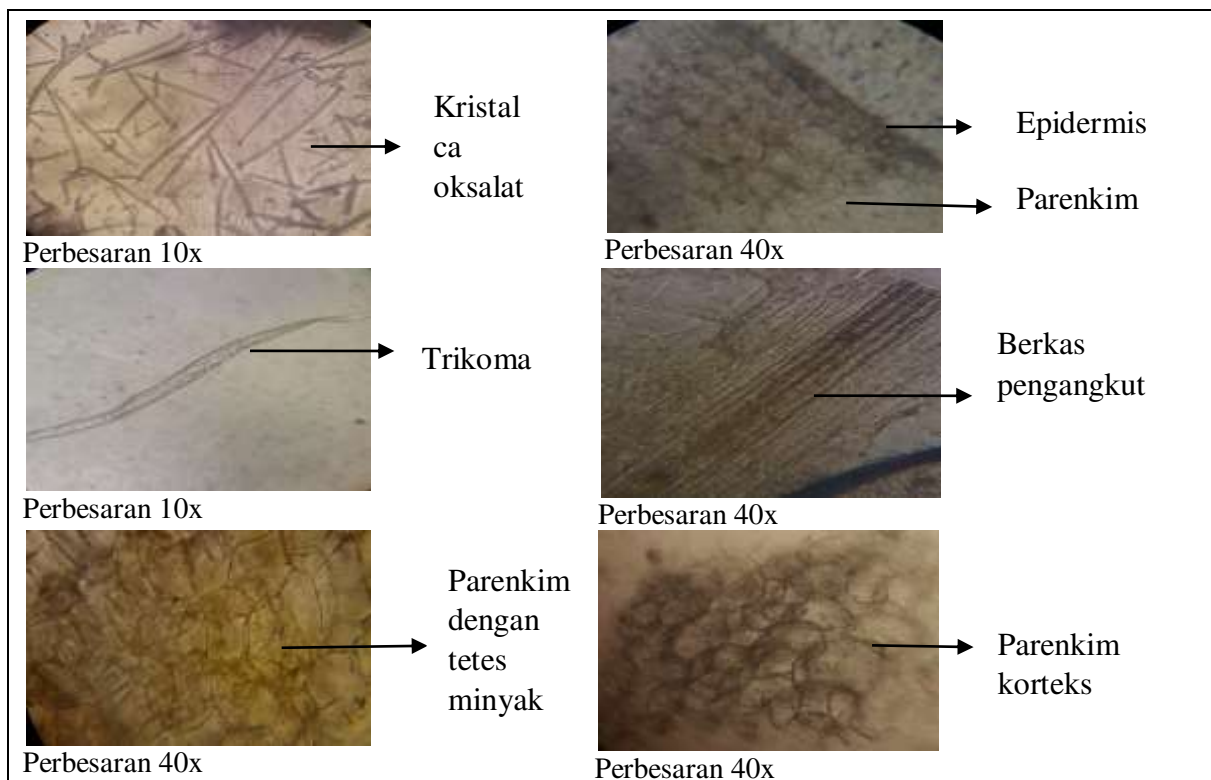 Kristal
ca
oksalat
Perbesaran 10x
Epidermis
Parenkim
Perbesaran 40x
Trikoma
Perbesaran 10x
Berkas
pengangkut
Perbesaran 40x
Parenkim
dengan
tetes
minyak
Perbesaran 40x
Parenkim
korteks
Perbesaran 40x